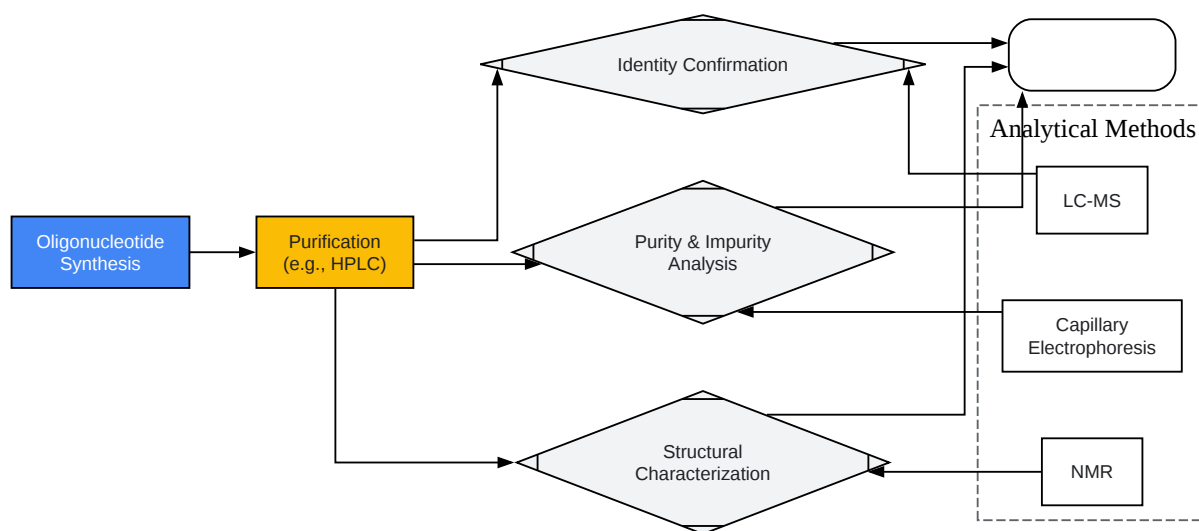 Identity Confirmation
Analytical Methods
LC-MS
Oligonucleotide
Synthesis
Purification
(e.g., HPLC)
Purity & Impurity
Analysis
Capillary
Electrophoresis
Structural
Characterization
NMR